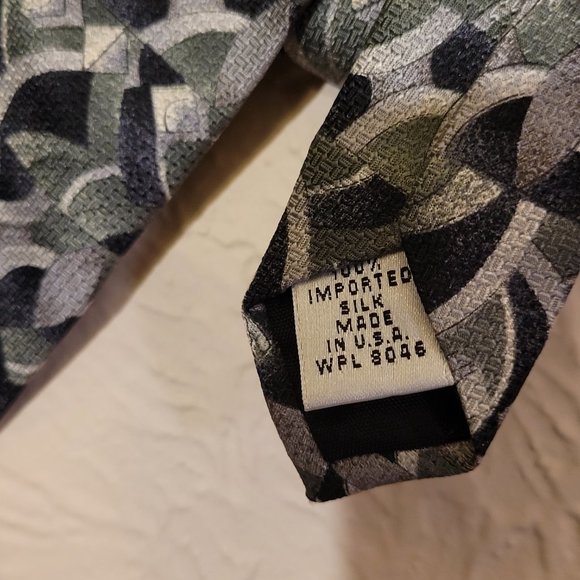 100%
IMPORTED
SILK
MADE
IN U.S.A.
WPL 8046